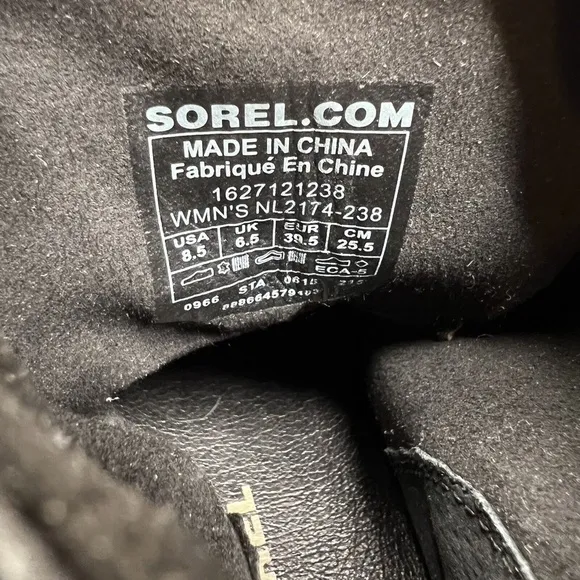 SOREL.COM
MADE IN CHINA
Fabriqué En Chine
1627121238
WMN'S NL2174-238
USA UK EUR CM
8.5 6.5 39.5 25.5
ECA-5
0966 STA 0615